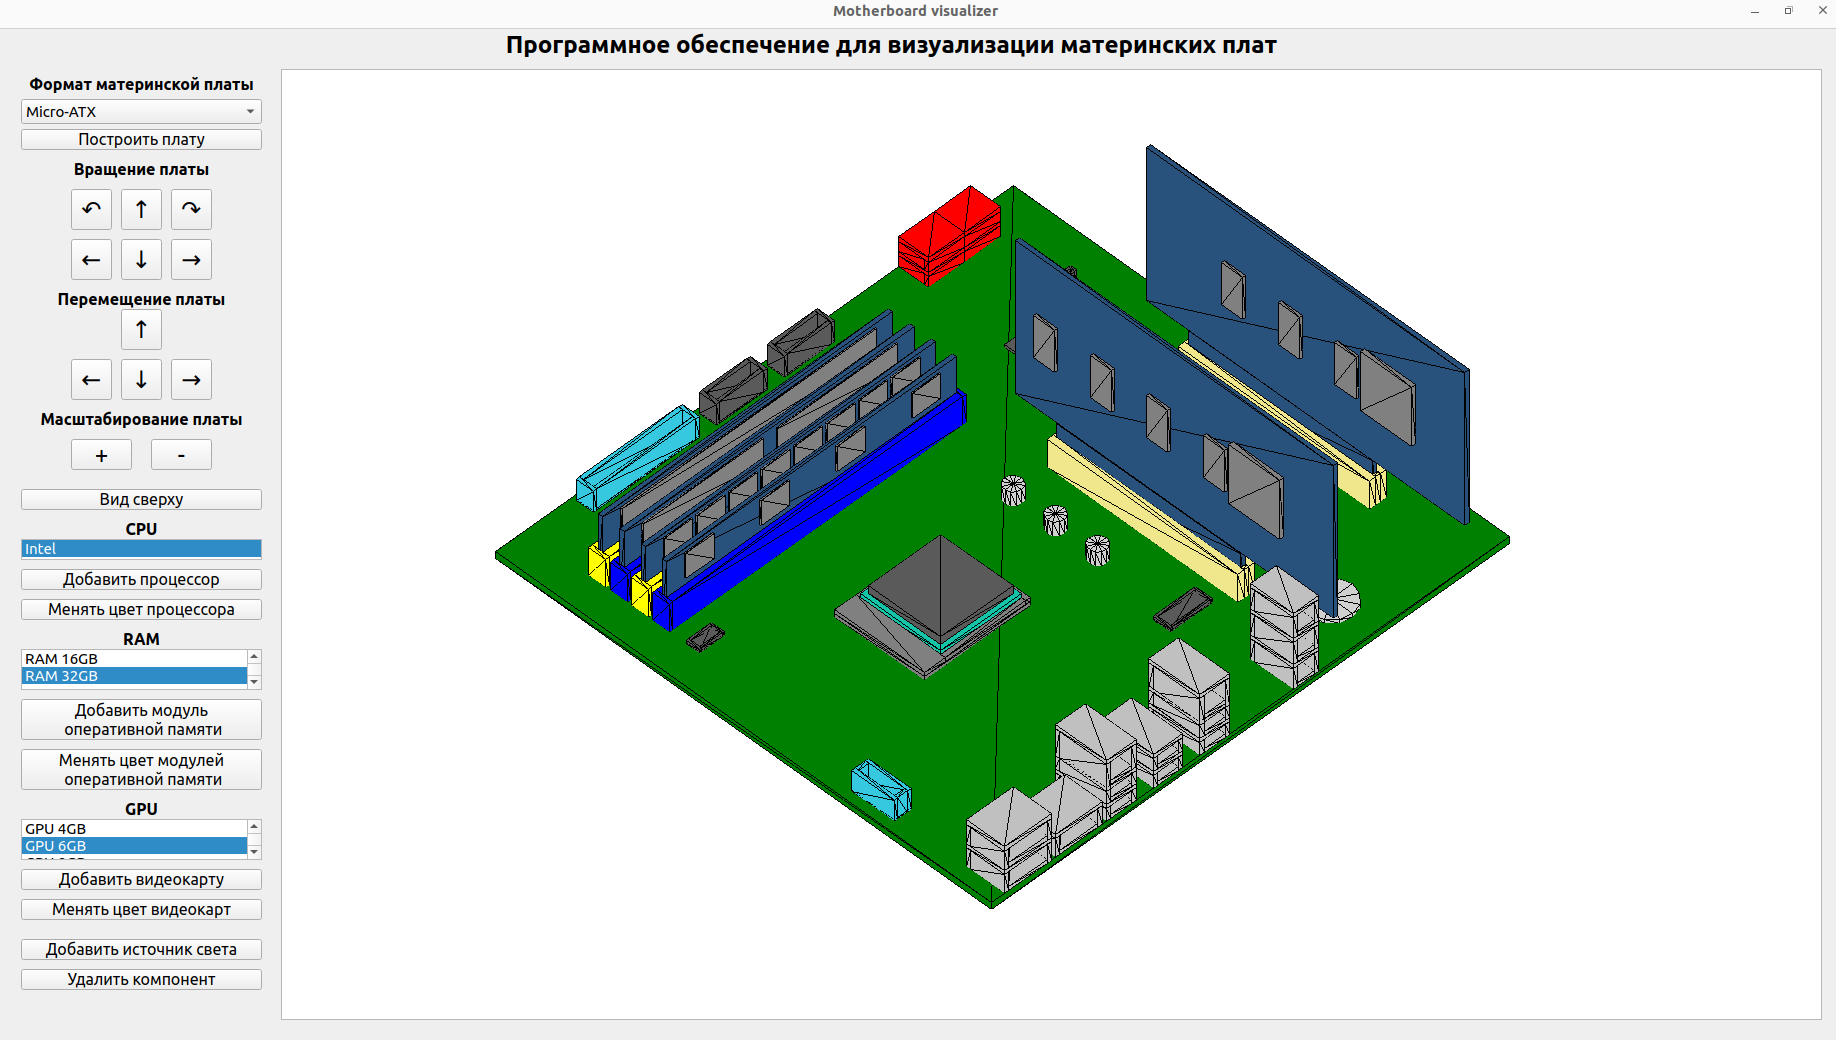 Motherboard visualizer
Программное обеспечение для визуализации материнских плат
Формат материнской платы
Micro-ATX
Построить плату
Вращение платы
↶ ↑ ↷
← ↓ →
Перемещение платы
↑
← ↓ →
Масштабирование платы
+ -
Вид сверху
CPU
Intel
Добавить процессор
Менять цвет процессора
RAM
RAM 16GB
RAM 32GB
Добавить модуль
оперативной памяти
Менять цвет модулей
оперативной памяти
GPU
GPU 4GB
GPU 6GB
Добавить видеокарту
Менять цвет видеокарт
Добавить источник света
Удалить компонент